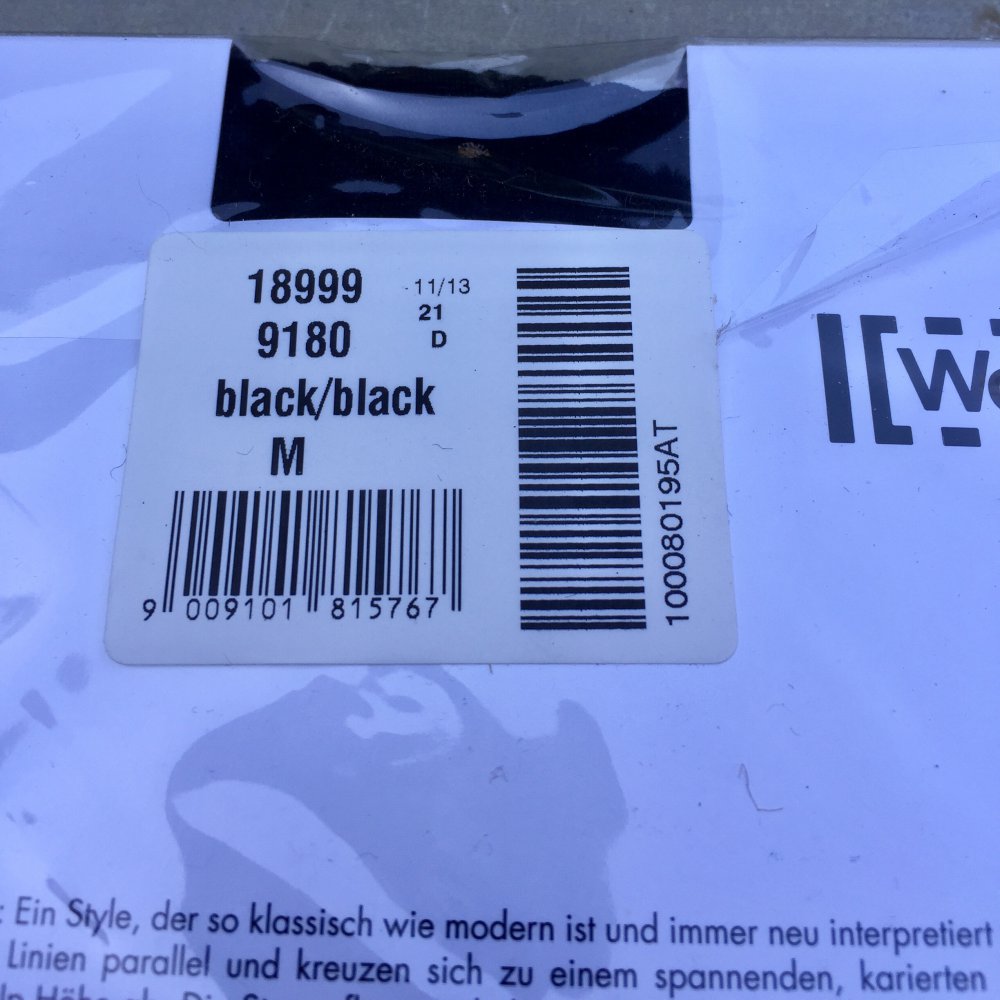 18999
9180
black/black
M
11/13
21
D
9 009101 815767
100080195AT
: Ein Style, der so klassisch wie modern ist und immer neu interpretiert
Linien parallel und kreuzen sich zu einem spannenden, karierten